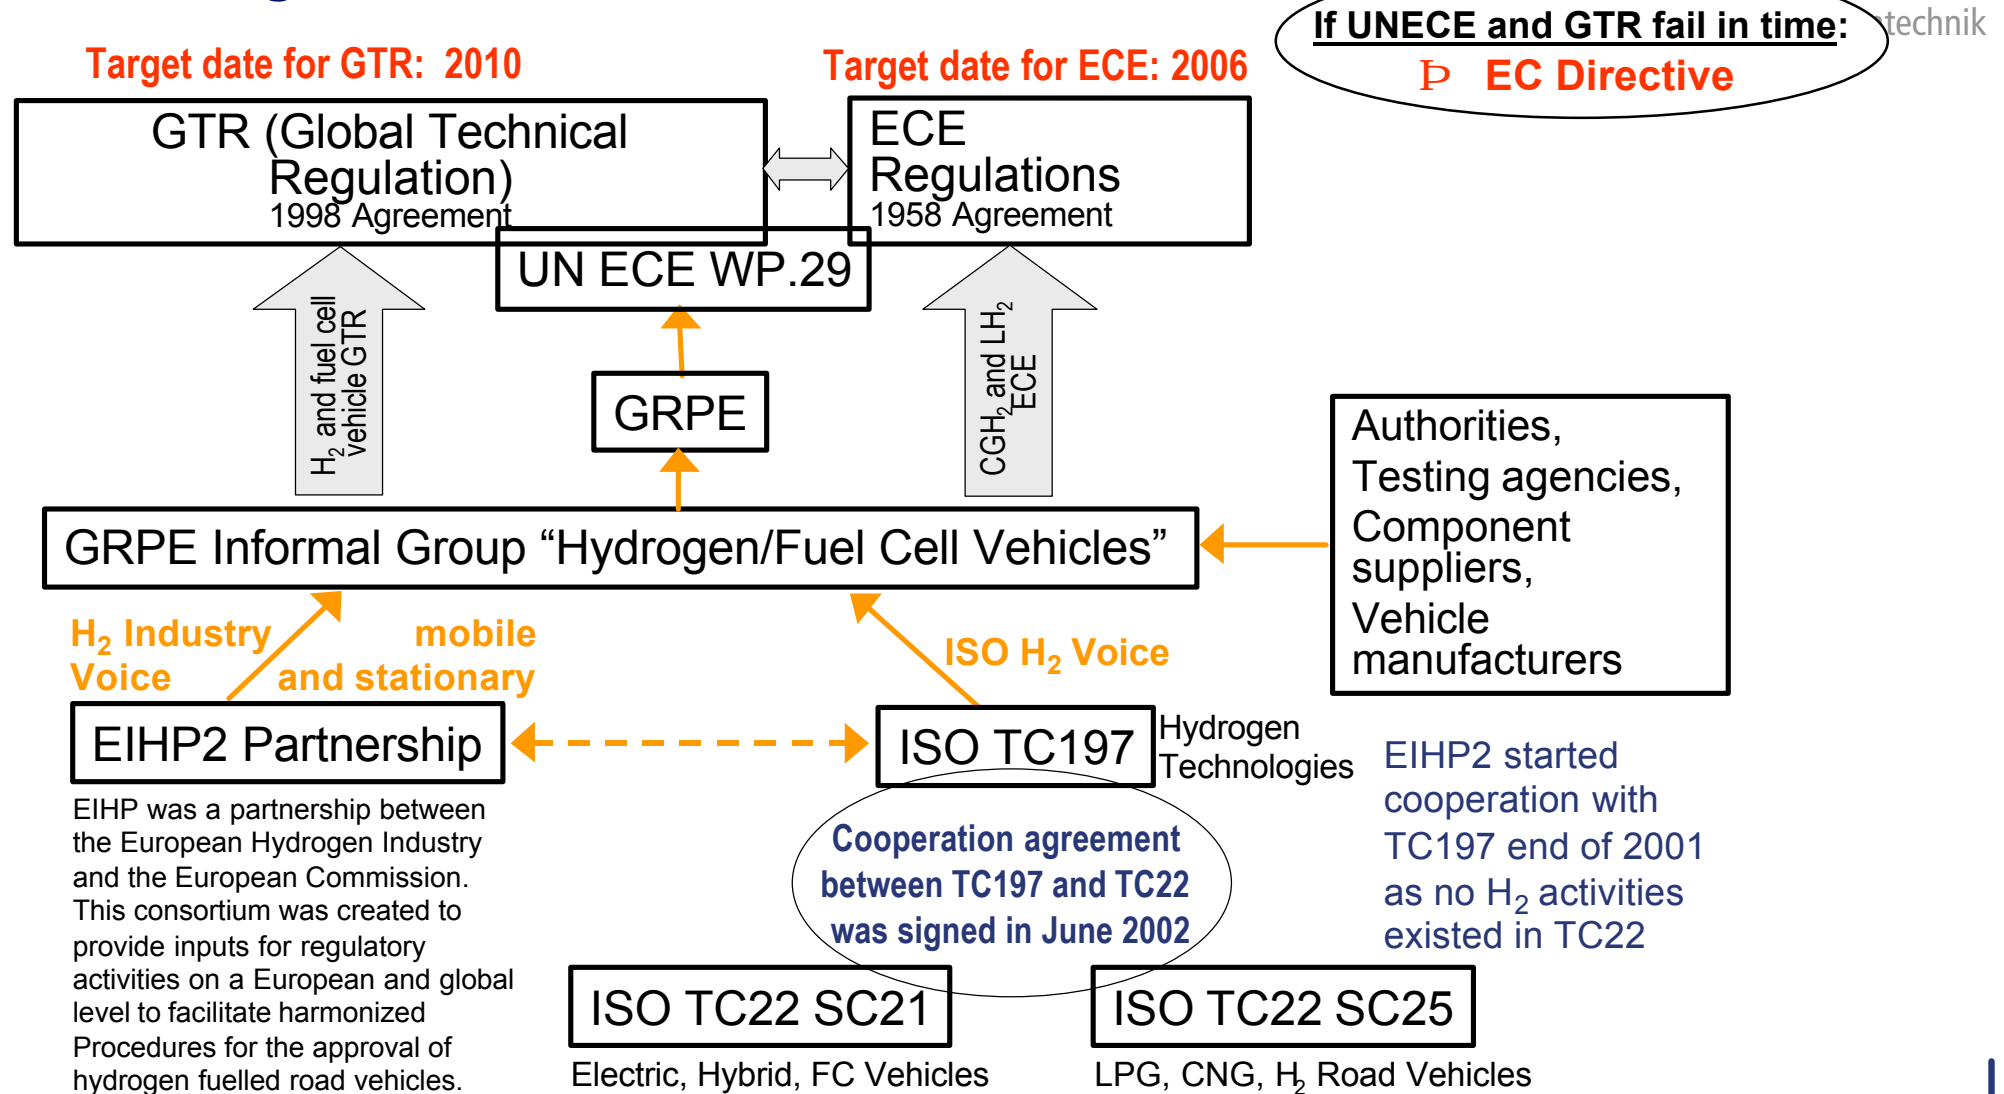 technik
If UNECE and GTR fail in time:
Þ EC Directive
Target date for GTR: 2010
Target date for ECE: 2006
GTR (Global Technical
Regulation)
1998 Agreement
ECE
Regulations
1958 Agreement
UN ECE WP.29
H₂ and fuel cell
vehicle GTR
GRPE
CGH₂ and LH₂
ECE
Authorities,
Testing agencies,
Component
suppliers,
Vehicle
manufacturers
GRPE Informal Group “Hydrogen/Fuel Cell Vehicles”
H₂ Industry mobile
Voice and stationary
ISO H₂ Voice
EIHP2 Partnership
ISO TC197
Hydrogen
Technologies
EIHP was a partnership between
the European Hydrogen Industry
and the European Commission.
This consortium was created to
provide inputs for regulatory
activities on a European and global
level to facilitate harmonized
Procedures for the approval of
hydrogen fuelled road vehicles.
Cooperation agreement
between TC197 and TC22
was signed in June 2002
EIHP2 started
cooperation with
TC197 end of 2001
as no H₂ activities
existed in TC22
ISO TC22 SC21
Electric, Hybrid, FC Vehicles
ISO TC22 SC25
LPG, CNG, H₂ Road Vehicles